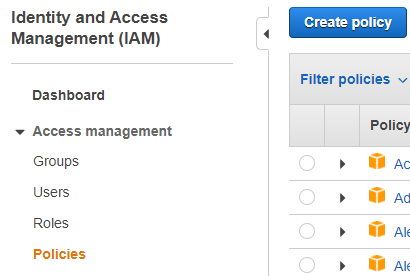 Identity and Access
Management (IAM)
Dashboard
Access management
Groups
Users
Roles
Policies
Create policy
Filter policies
Policy
Ac
Ad
Ale
Ale